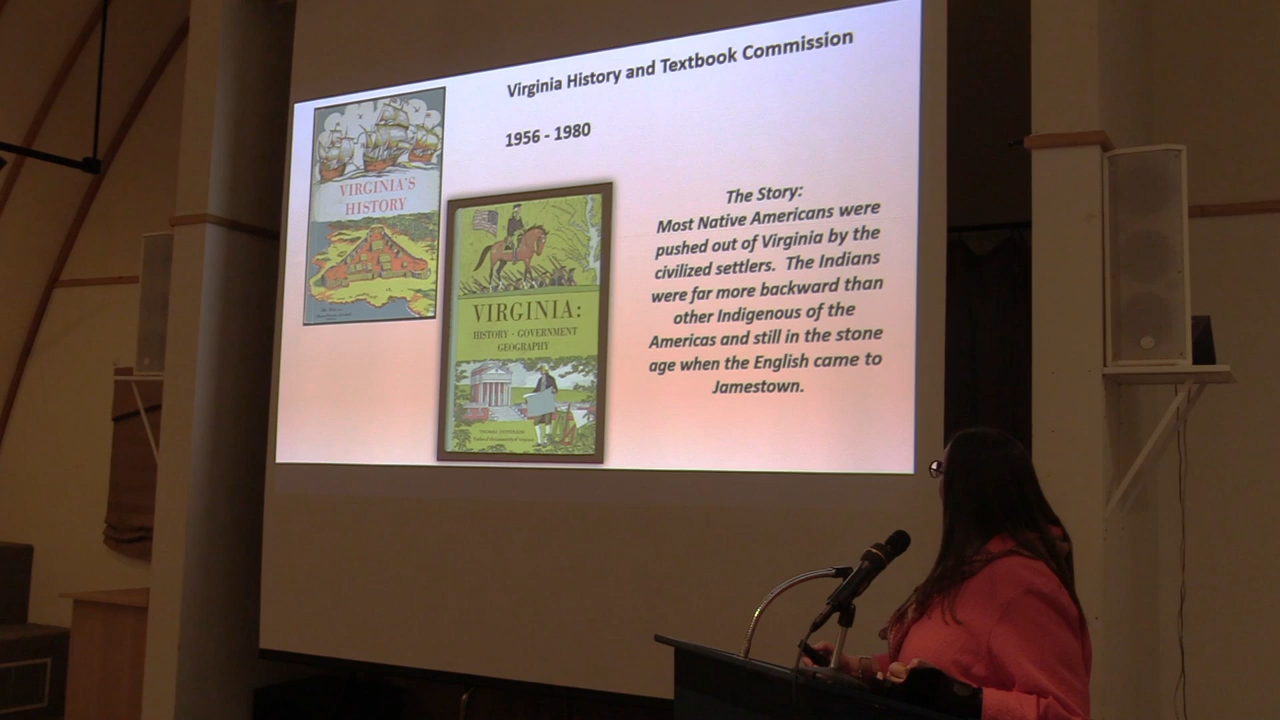 Virginia History and Textbook Commission
1956 - 1980
VIRGINIA'S
HISTORY
VIRGINIA:
HISTORY - GOVERNMENT
GEOGRAPHY
THOMAS JEFFERSON
The Story:
Most Native Americans were
pushed out of Virginia by the
civilized settlers. The Indians
were far more backward than
other Indigenous of the
Americas and still in the stone
age when the English came to
Jamestown.